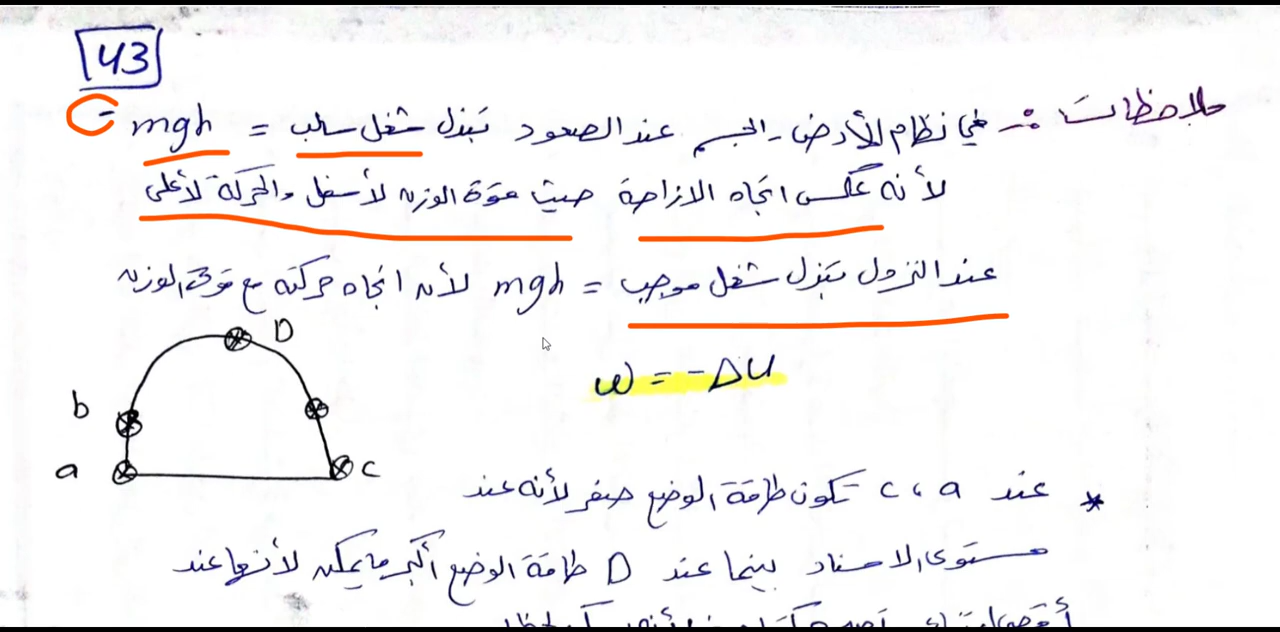 43
ملاحظات :- في نظام الأرض - الجسم عند الصعود تبذل شغل سالب = -mgh
لأنه عكس اتجاه الازاحة حيث قوة الوزن لأسفل والحركة لأعلى
عند النزول تبذل شغل موجب = mgh لأن اتجاه حركته مع قوة الوزن
D
W = -ΔU
b
a
c
* عند a ، c تكون طاقة الوضع صفر لأنه عند
مستوى الاسناد بينما عند D طاقة الوضع أكبر ما يمكن لأنها عند